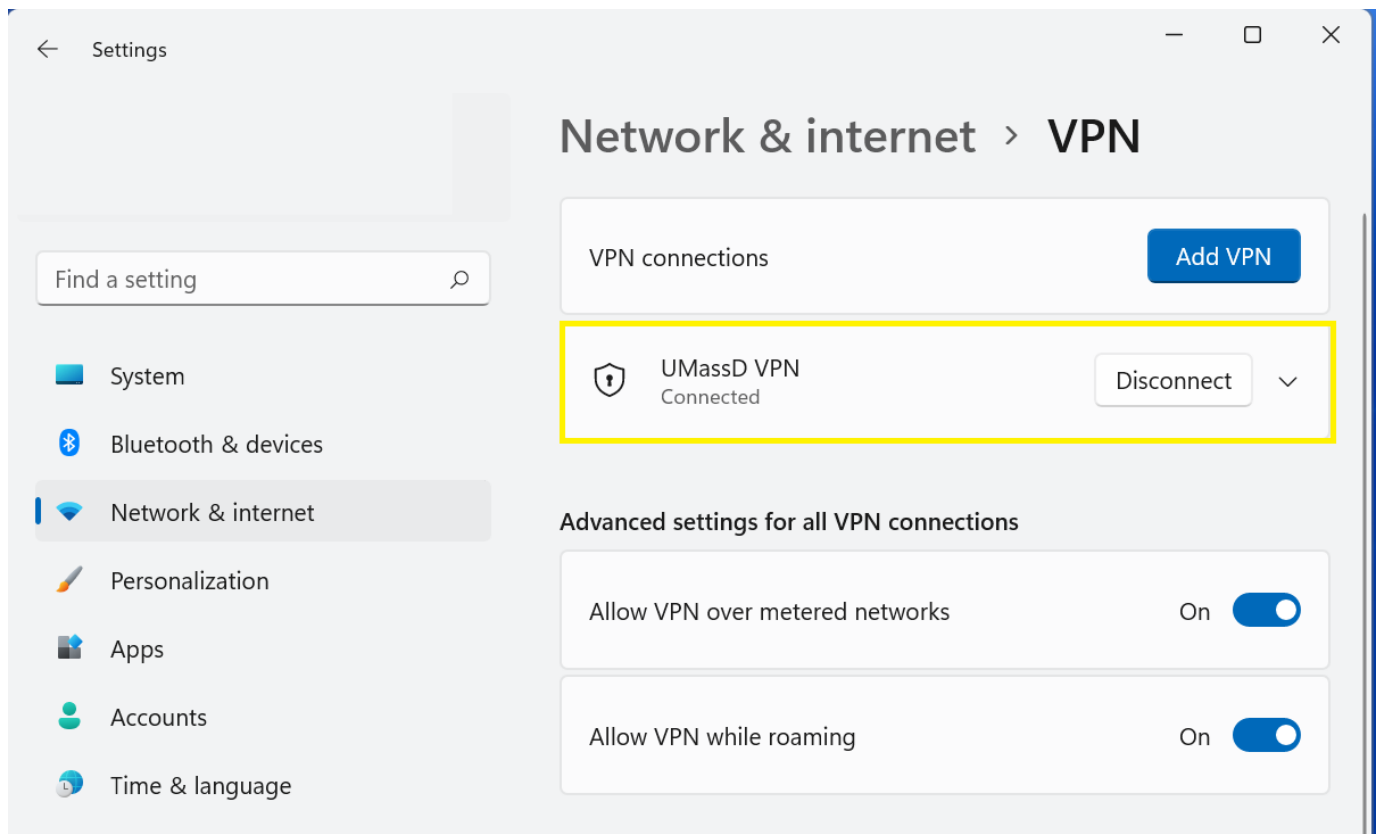 Settings
Find a setting
System
Bluetooth & devices
Network & internet
Personalization
Apps
Accounts
Time & language
Network & internet > VPN
VPN connections
Add VPN
UMassD VPN
Connected
Disconnect
Advanced settings for all VPN connections
Allow VPN over metered networks
On
Allow VPN while roaming
On